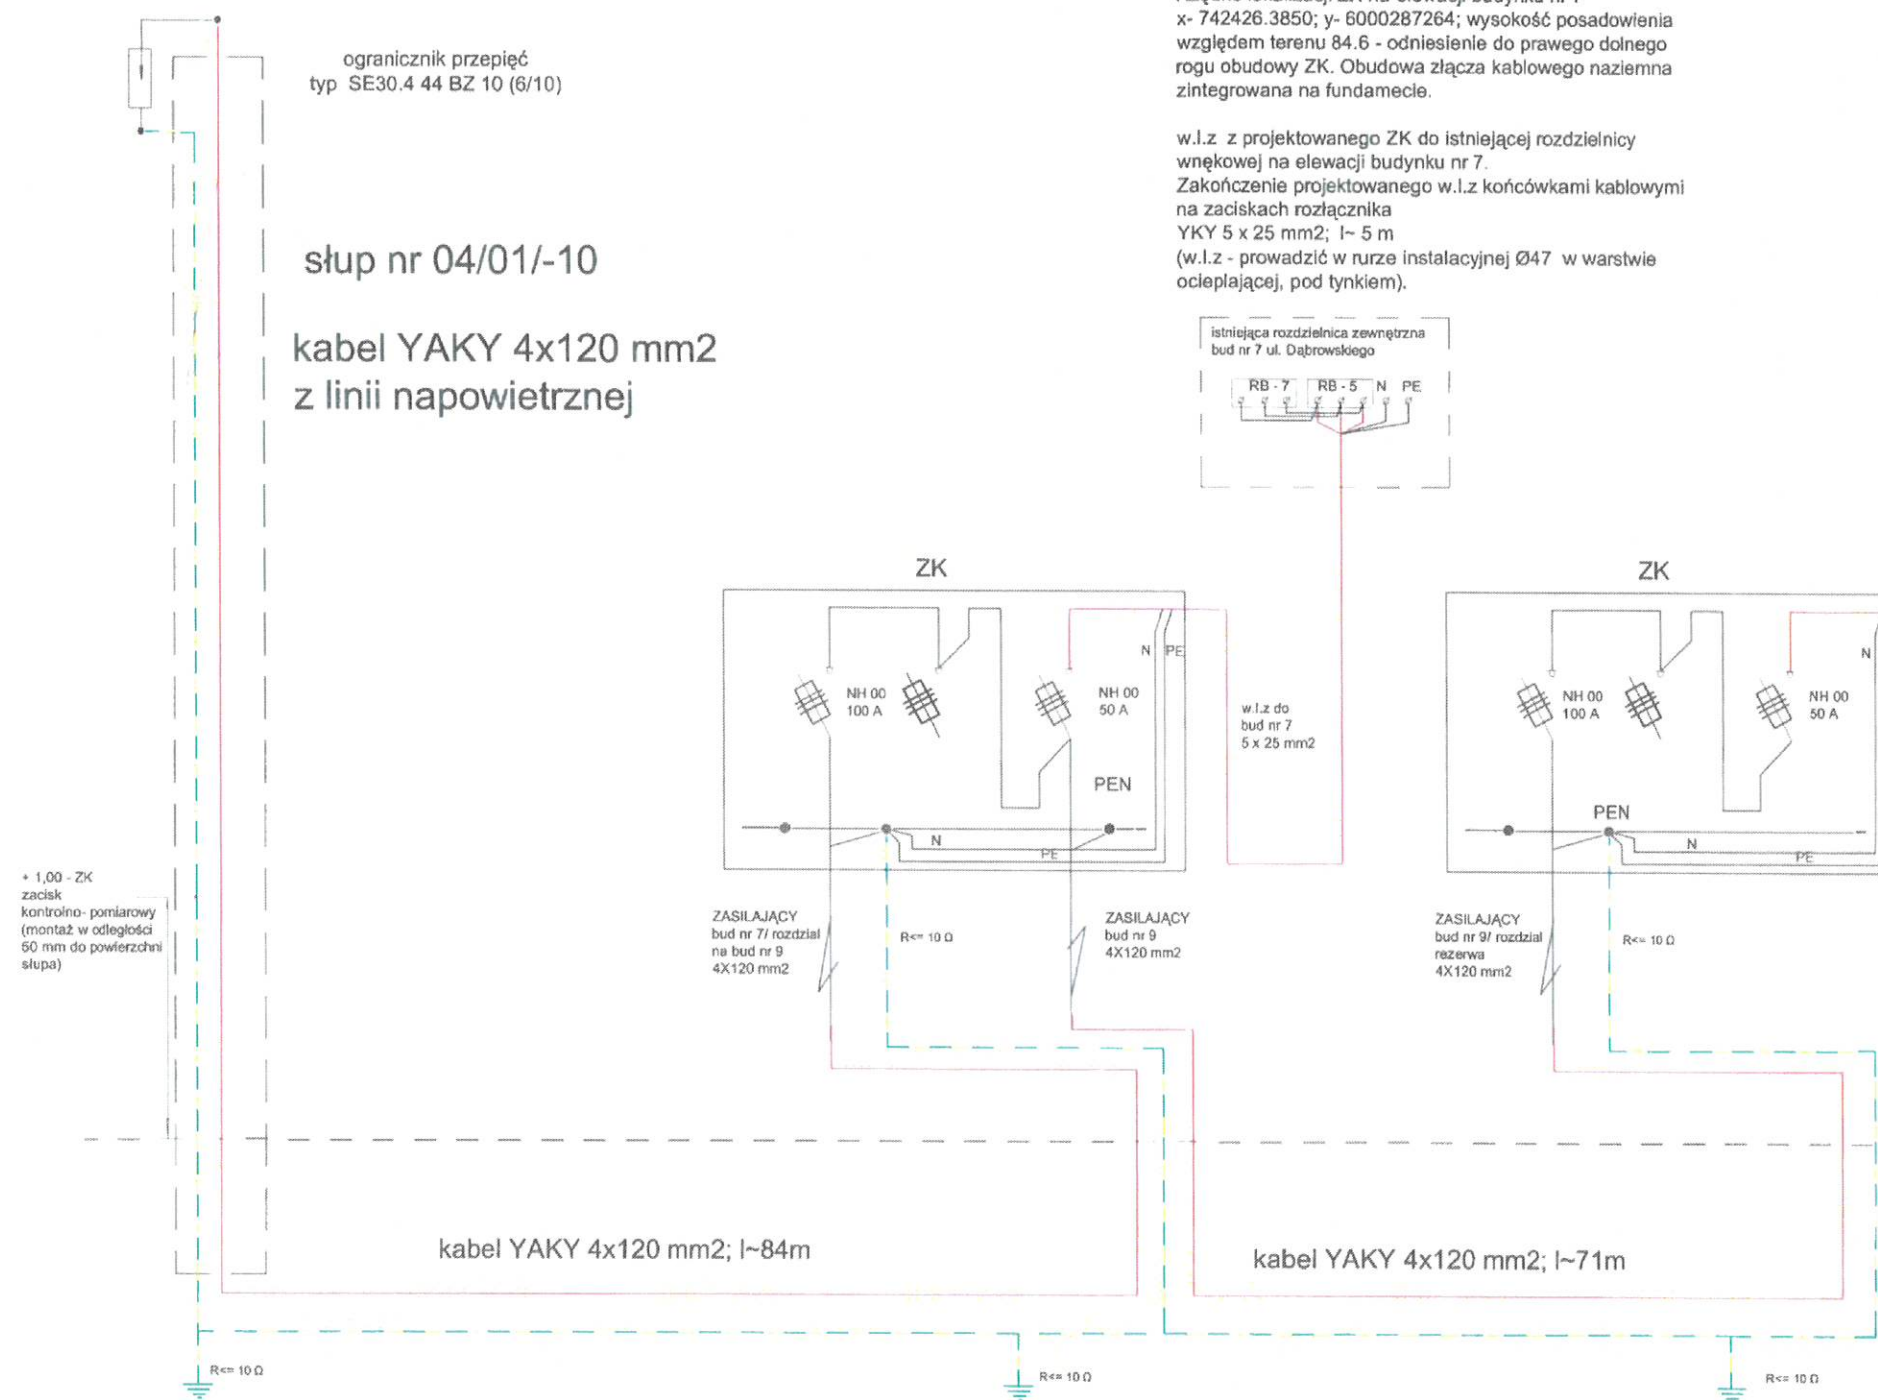 x- 742426.3850; y- 6000287264; wysokość posadowienia
względem terenu 84.6 - odniesienie do prawego dolnego
rogu obudowy ZK. Obudowa złącza kablowego naziemna
zintegrowana na fundamecie.
w.l.z z projektowanego ZK do istniejącej rozdzielnicy
wnękowej na elewacji budynku nr 7.
Zakończenie projektowanego w.l.z końcówkami kablowymi
na zaciskach rozłącznika
YKY 5 x 25 mm2; l~ 5 m
(w.l.z - prowadzić w rurze instalacyjnej Ø47 w warstwie
ocieplającej, pod tynkiem).
ogranicznik przepięć
typ SE30.4 44 BZ 10 (6/10)
słup nr 04/01/-10
kabel YAKY 4x120 mm2
z linii napowietrznej
istniejąca rozdzielnica zewnętrzna
bud nr 7 ul. Dąbrowskiego
RB - 7 RB - 5 N PE
ZK
NH 00
100 A
NH 00
50 A
N PE
PEN
N
PE
w.l.z do
bud nr 7
5 x 25 mm2
ZK
NH 00
100 A
NH 00
50 A
N
PEN
N
PE
+ 1,00 - ZK
zacisk
kontrolno- pomiarowy
(montaż w odległości
50 mm do powierzchni
słupa)
ZASILAJĄCY
bud nr 7/ rozdział
na bud nr 9
4X120 mm2
R<= 10 Ω
ZASILAJĄCY
bud nr 9
4X120 mm2
ZASILAJĄCY
bud nr 9/ rozdział
rezerwa
4X120 mm2
R<= 10 Ω
kabel YAKY 4x120 mm2; l~84m
kabel YAKY 4x120 mm2; l~71m
R<= 10 Ω
R<= 10 Ω
R<= 10 Ω